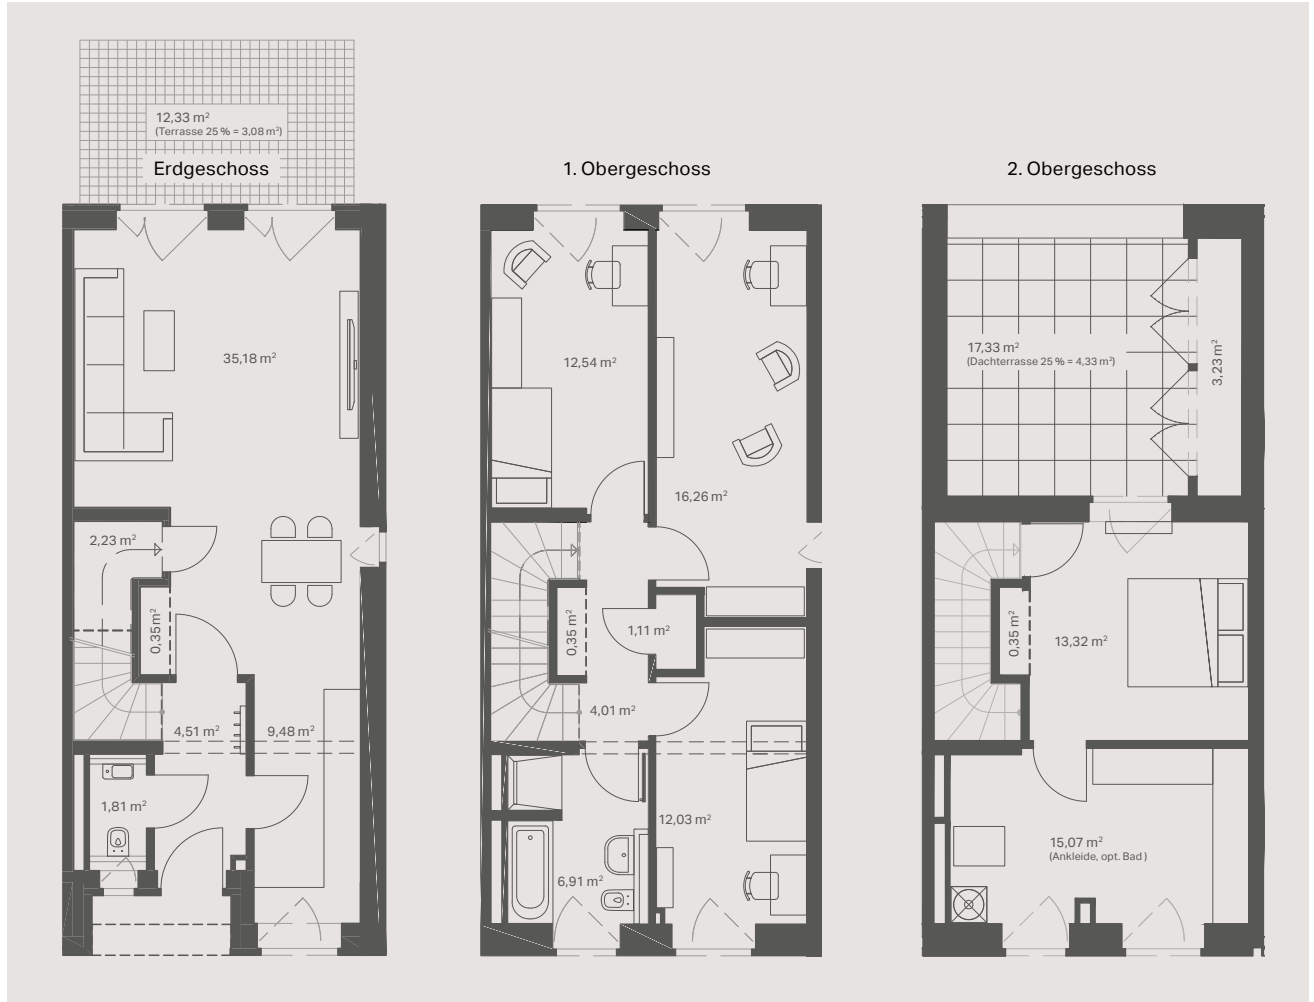 12,33 m²
(Terrasse 25 % = 3,08 m²)
Erdgeschoss
35,18 m²
2,23 m²
0,35 m²
4,51 m²
9,48 m²
1,81 m²
1. Obergeschoss
12,54 m²
16,26 m²
0,35 m²
1,11 m²
4,01 m²
12,03 m²
6,91 m²
2. Obergeschoss
17,33 m²
(Dachterrasse 25 % = 4,33 m²)
3,23 m²
0,35 m²
13,32 m²
15,07 m²
(Ankleide, opt. Bad )